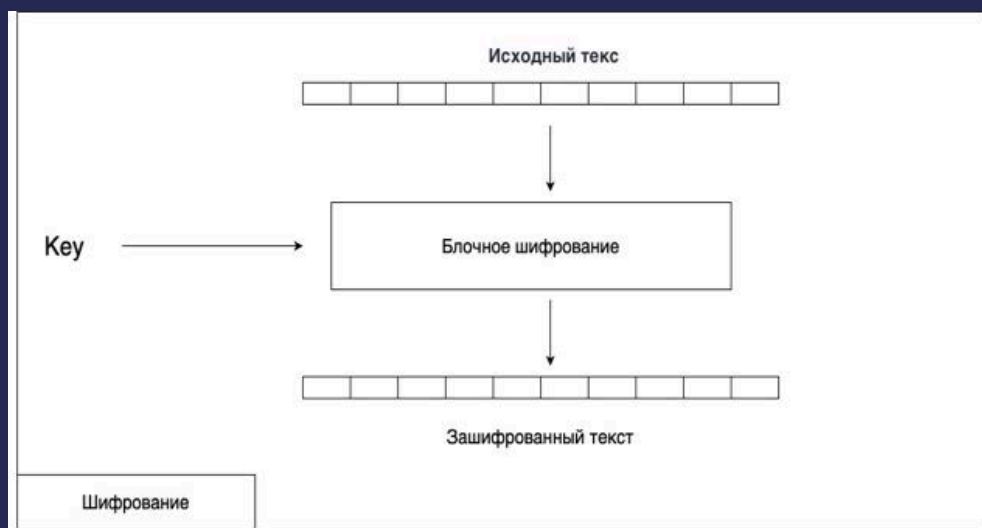 Исходный текс
Key
Блочное шифрование
Зашифрованный текст
Шифрование